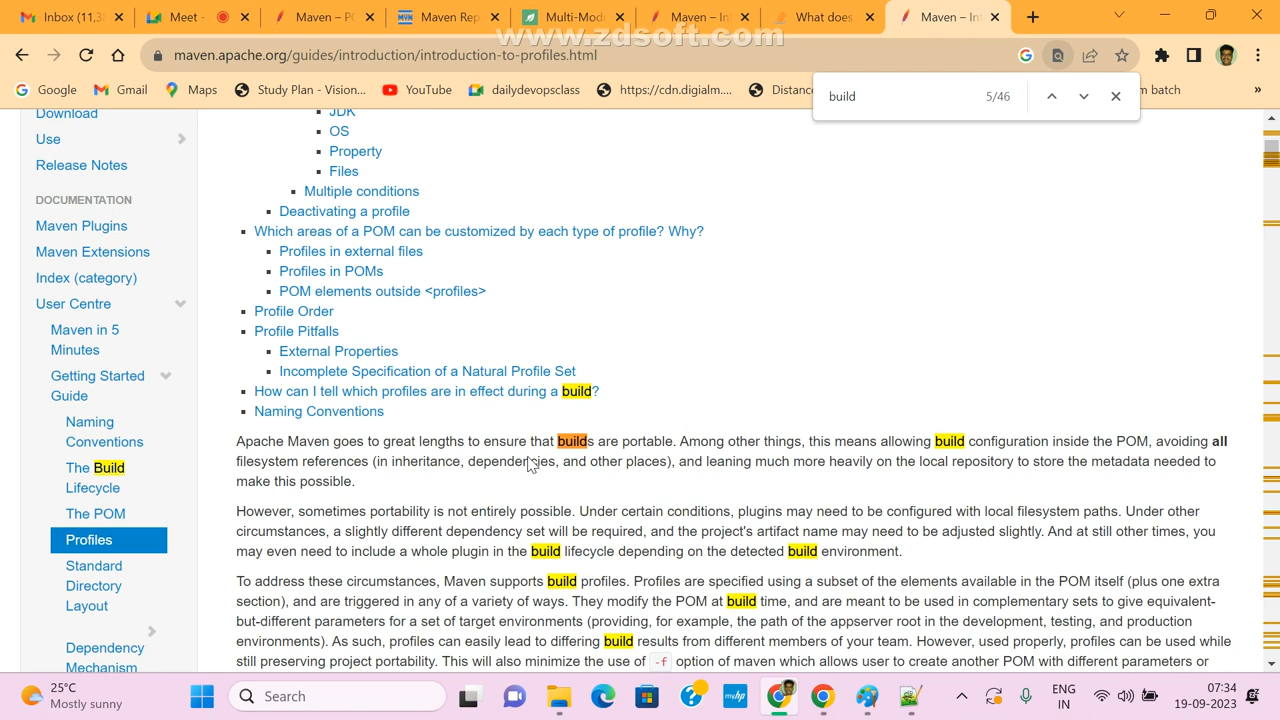 Inbox (11,3
Meet -
Maven – PO
Maven Rep
Multi-Mod
Maven – Int
What does
Maven – Int
www.zdsoft.com
maven.apache.org/guides/introduction/introduction-to-profiles.html
Google
Gmail
Maps
Study Plan - Vision...
YouTube
dailydevopsclass
https://cdn.digialm....
Distanc
m batch
»
build
5/46
Download
Use
Release Notes
DOCUMENTATION
Maven Plugins
Maven Extensions
Index (category)
User Centre
Maven in 5
Minutes
Getting Started
Guide
Naming
Conventions
The Build
Lifecycle
The POM
Profiles
Standard
Directory
Layout
Dependency
Mechanism
JDK
OS
Property
Files
Multiple conditions
Deactivating a profile
Which areas of a POM can be customized by each type of profile? Why?
Profiles in external files
Profiles in POMs
POM elements outside <profiles>
Profile Order
Profile Pitfalls
External Properties
Incomplete Specification of a Natural Profile Set
How can I tell which profiles are in effect during a build?
Naming Conventions
Apache Maven goes to great lengths to ensure that builds are portable. Among other things, this means allowing build configuration inside the POM, avoiding all
filesystem references (in inheritance, dependencies, and other places), and leaning much more heavily on the local repository to store the metadata needed to
make this possible.
However, sometimes portability is not entirely possible. Under certain conditions, plugins may need to be configured with local filesystem paths. Under other
circumstances, a slightly different dependency set will be required, and the project's artifact name may need to be adjusted slightly. And at still other times, you
may even need to include a whole plugin in the build lifecycle depending on the detected build environment.
To address these circumstances, Maven supports build profiles. Profiles are specified using a subset of the elements available in the POM itself (plus one extra
section), and are triggered in any of a variety of ways. They modify the POM at build time, and are meant to be used in complementary sets to give equivalent-
but-different parameters for a set of target environments (providing, for example, the path of the appserver root in the development, testing, and production
environments). As such, profiles can easily lead to differing build results from different members of your team. However, used properly, profiles can be used while
still preserving project portability. This will also minimize the use of -f option of maven which allows user to create another POM with different parameters or
25°C
Mostly sunny
Search
hp
ENG
IN
07:34
19-09-2023